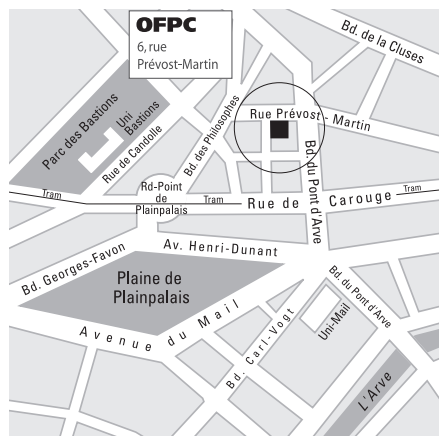 OFPC
6, rue
Prévost-Martin
Bd. de la Cluses
Parc des Bastions
Uni
Bastions
Rue de Candolle
Bd. des Philosophes
Rue Prévost-Martin
Bd. du Pont d'Arve
Tram
Rd-Point
de
Plainpalais
Tram
Rue de Carouge
Tram
Bd. Georges-Favon
Av. Henri-Dunant
Plaine de
Plainpalais
Avenue du Mail
Bd. Carl-Vogt
Uni-Mail
Bd. du Pont d'Arve
L'Arve